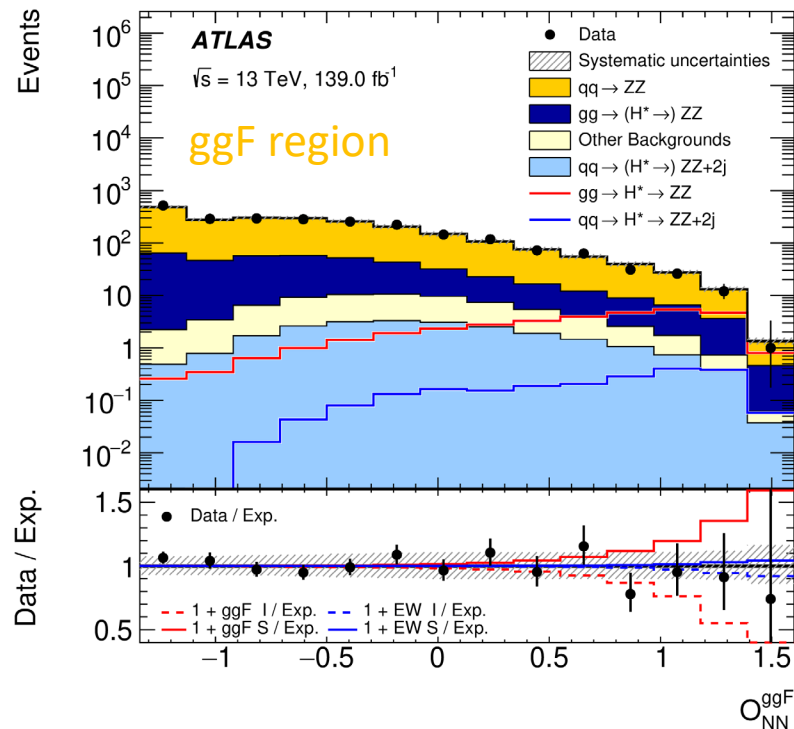 Events
10⁶
10⁵
10⁴
10³
10²
10
1
10⁻¹
10⁻²
ATLAS
√s = 13 TeV, 139.0 fb⁻¹
ggF region
Data
Systematic uncertainties
qq → ZZ
gg → (H* →) ZZ
Other Backgrounds
qq → (H* →) ZZ+2j
gg → H* → ZZ
qq → H* → ZZ+2j
Data / Exp.
1.5
1
0.5
Data / Exp.
1 + ggF I / Exp.
1 + EW I / Exp.
1 + ggF S / Exp.
1 + EW S / Exp.
−1 −0.5 0 0.5 1 1.5
O_NN^ggF